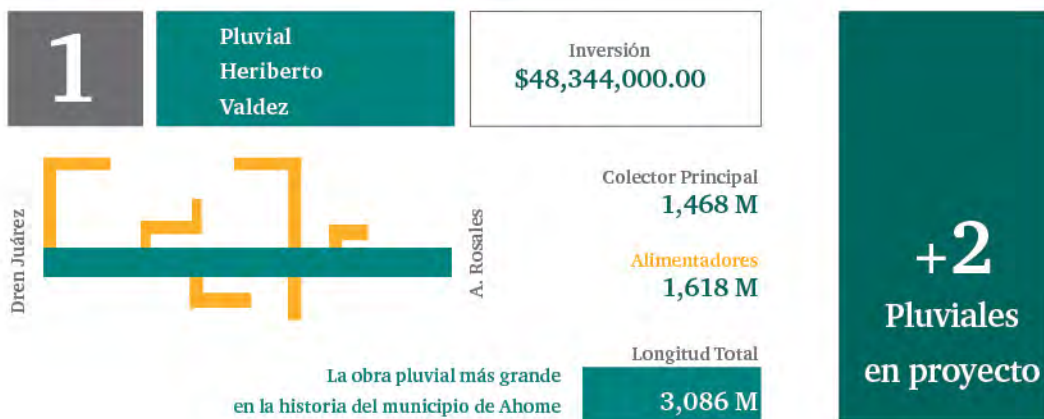 1
Pluvial
Heriberto
Valdez
Inversión
$48,344,000.00
Dren Juárez
A. Rosales
Colector Principal
1,468 M
Alimentadores
1,618 M
Longitud Total
3,086 M
La obra pluvial más grande
en la historia del municipio de Ahome
+2
Pluviales
en proyecto